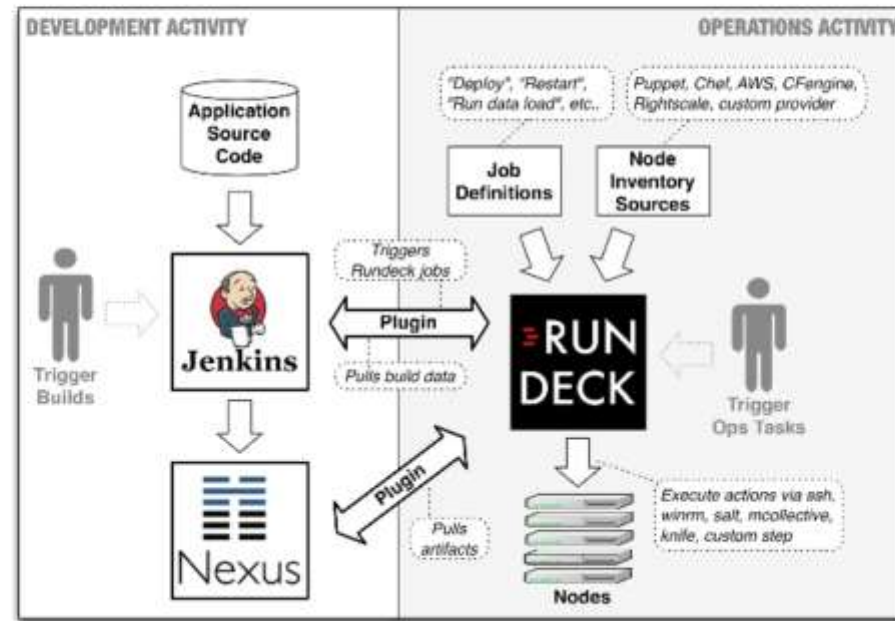 DEVELOPMENT ACTIVITY
OPERATIONS ACTIVITY
Application
Source
Code
"Deploy", "Restart",
"Run data load", etc..
Puppet, Chef, AWS, CFengine,
Rightscale, custom provider
Job
Definitions
Node
Inventory
Sources
Trigger
Builds
Jenkins
Triggers
Rundeck jobs
Plugin
Pulls build data
RUN
DECK
Trigger
Ops Tasks
Nexus
Plugin
Pulls
artifacts
Execute actions via ssh,
winrm, salt, mcollective,
knife, custom step
Nodes